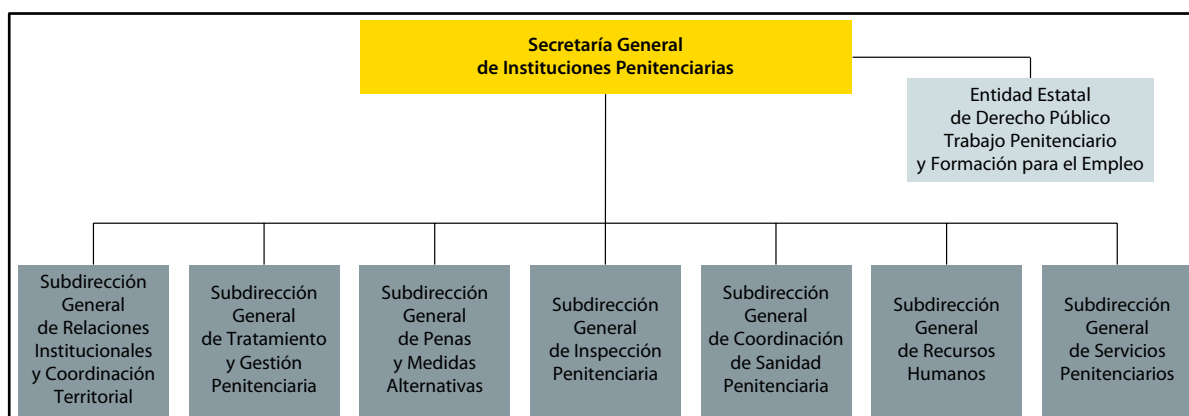 Secretaría General
de Instituciones Penitenciarias
Entidad Estatal
de Derecho Público
Trabajo Penitenciario
y Formación para el Empleo
Subdirección
General
de Relaciones
Institucionales
y Coordinación
Territorial
Subdirección
General
de Tratamiento
y Gestión
Penitenciaria
Subdirección
General
de Penas
y Medidas
Alternativas
Subdirección
General
de Inspección
Penitenciaria
Subdirección
General
de Coordinación
de Sanidad
Penitenciaria
Subdirección
General
de Recursos
Humanos
Subdirección
General
de Servicios
Penitenciarios